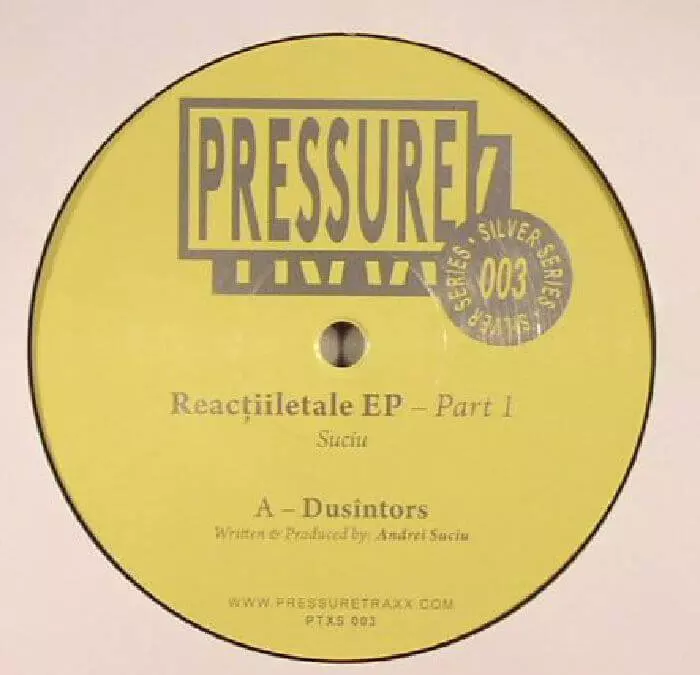 PRESSURE
SILVER SERIES • SILVER SERIES •
003
Reacțiiletale EP – Part 1
Suciu
A – Dusîntors
Written & Produced by: Andrei Suciu
WWW.PRESSURETRAXX.COM
PTXS 003